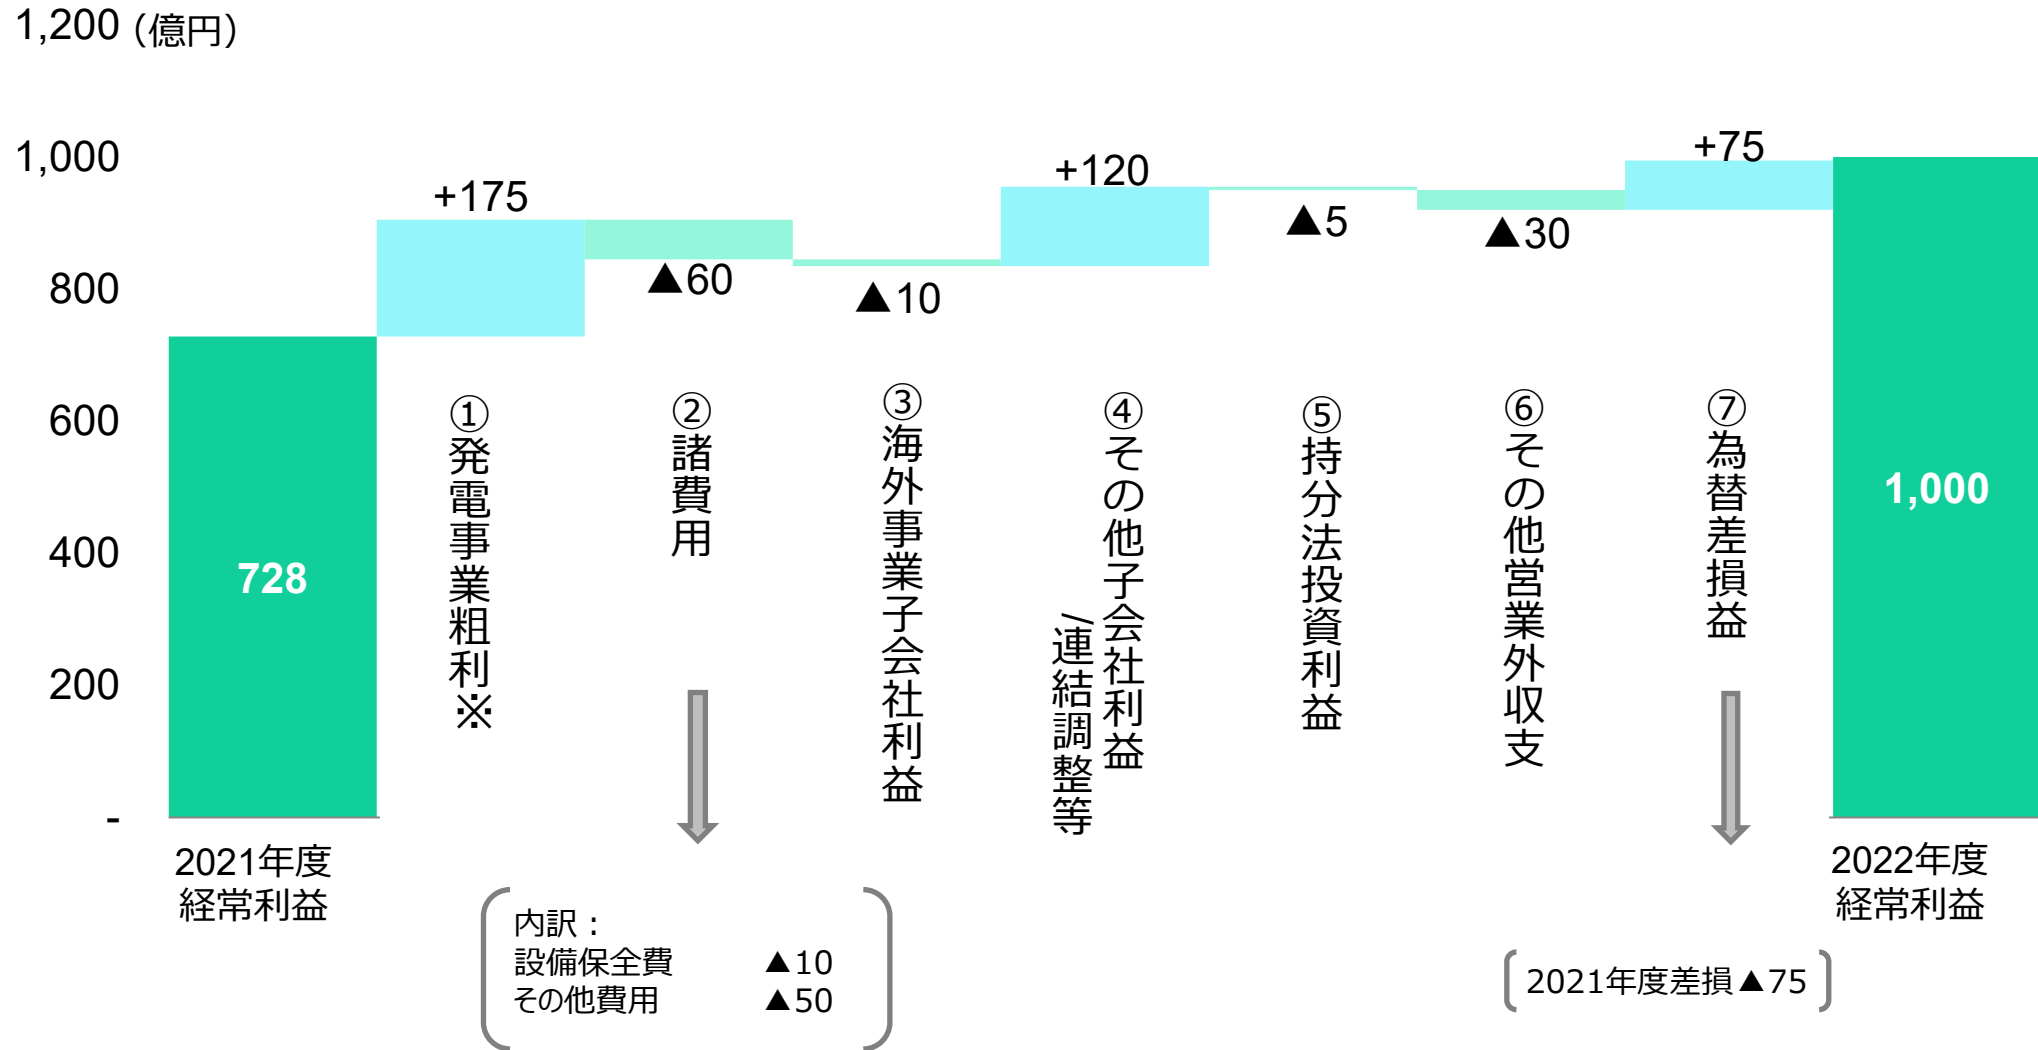 1,200
（億円）
1,000
800
600
400
200
-
728
+175
▲60
▲10
+120
▲5
▲30
+75
1,000
①発電事業粗利※
②諸費用
③海外事業子会社利益
④その他子会社利益
/連結調整等
⑤持分法投資利益
⑥その他営業外収支
⑦為替差損益
2021年度
経常利益
2022年度
経常利益
内訳：
設備保全費 ▲10
その他費用 ▲50
2021年度差損▲75